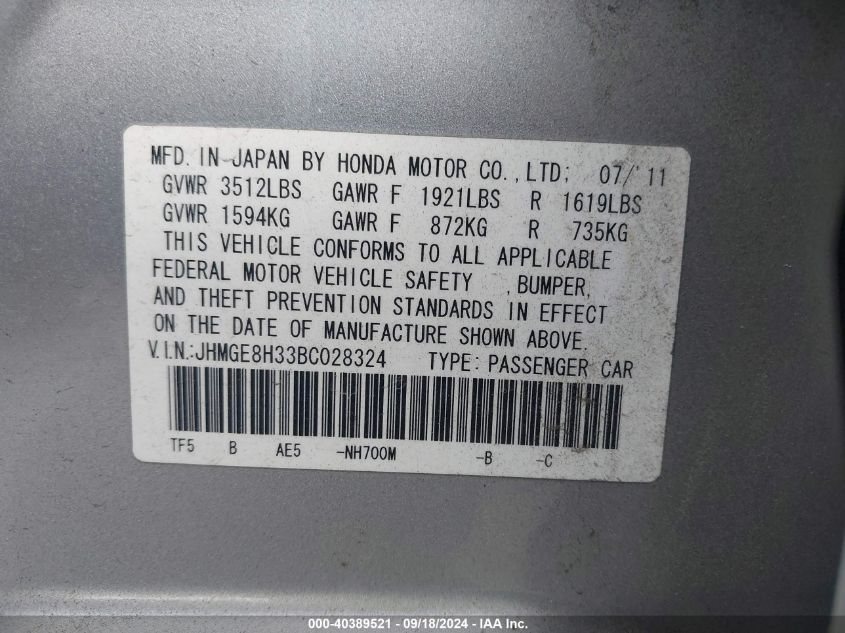 MFD. IN JAPAN BY HONDA MOTOR CO.,LTD; 07/'11
GVWR 3512LBS GAWR F 1921LBS R 1619LBS
GVWR 1594KG GAWR F 872KG R 735KG
THIS VEHICLE CONFORMS TO ALL APPLICABLE
FEDERAL MOTOR VEHICLE SAFETY ,BUMPER,
AND THEFT PREVENTION STANDARDS IN EFFECT
ON THE DATE OF MANUFACTURE SHOWN ABOVE.
V.I.N.:JHMGE8H33BC028324 TYPE: PASSENGER CAR
TF5 B AE5 -NH700M -B -C
000-40389521 - 09/18/2024 - IAA Inc.